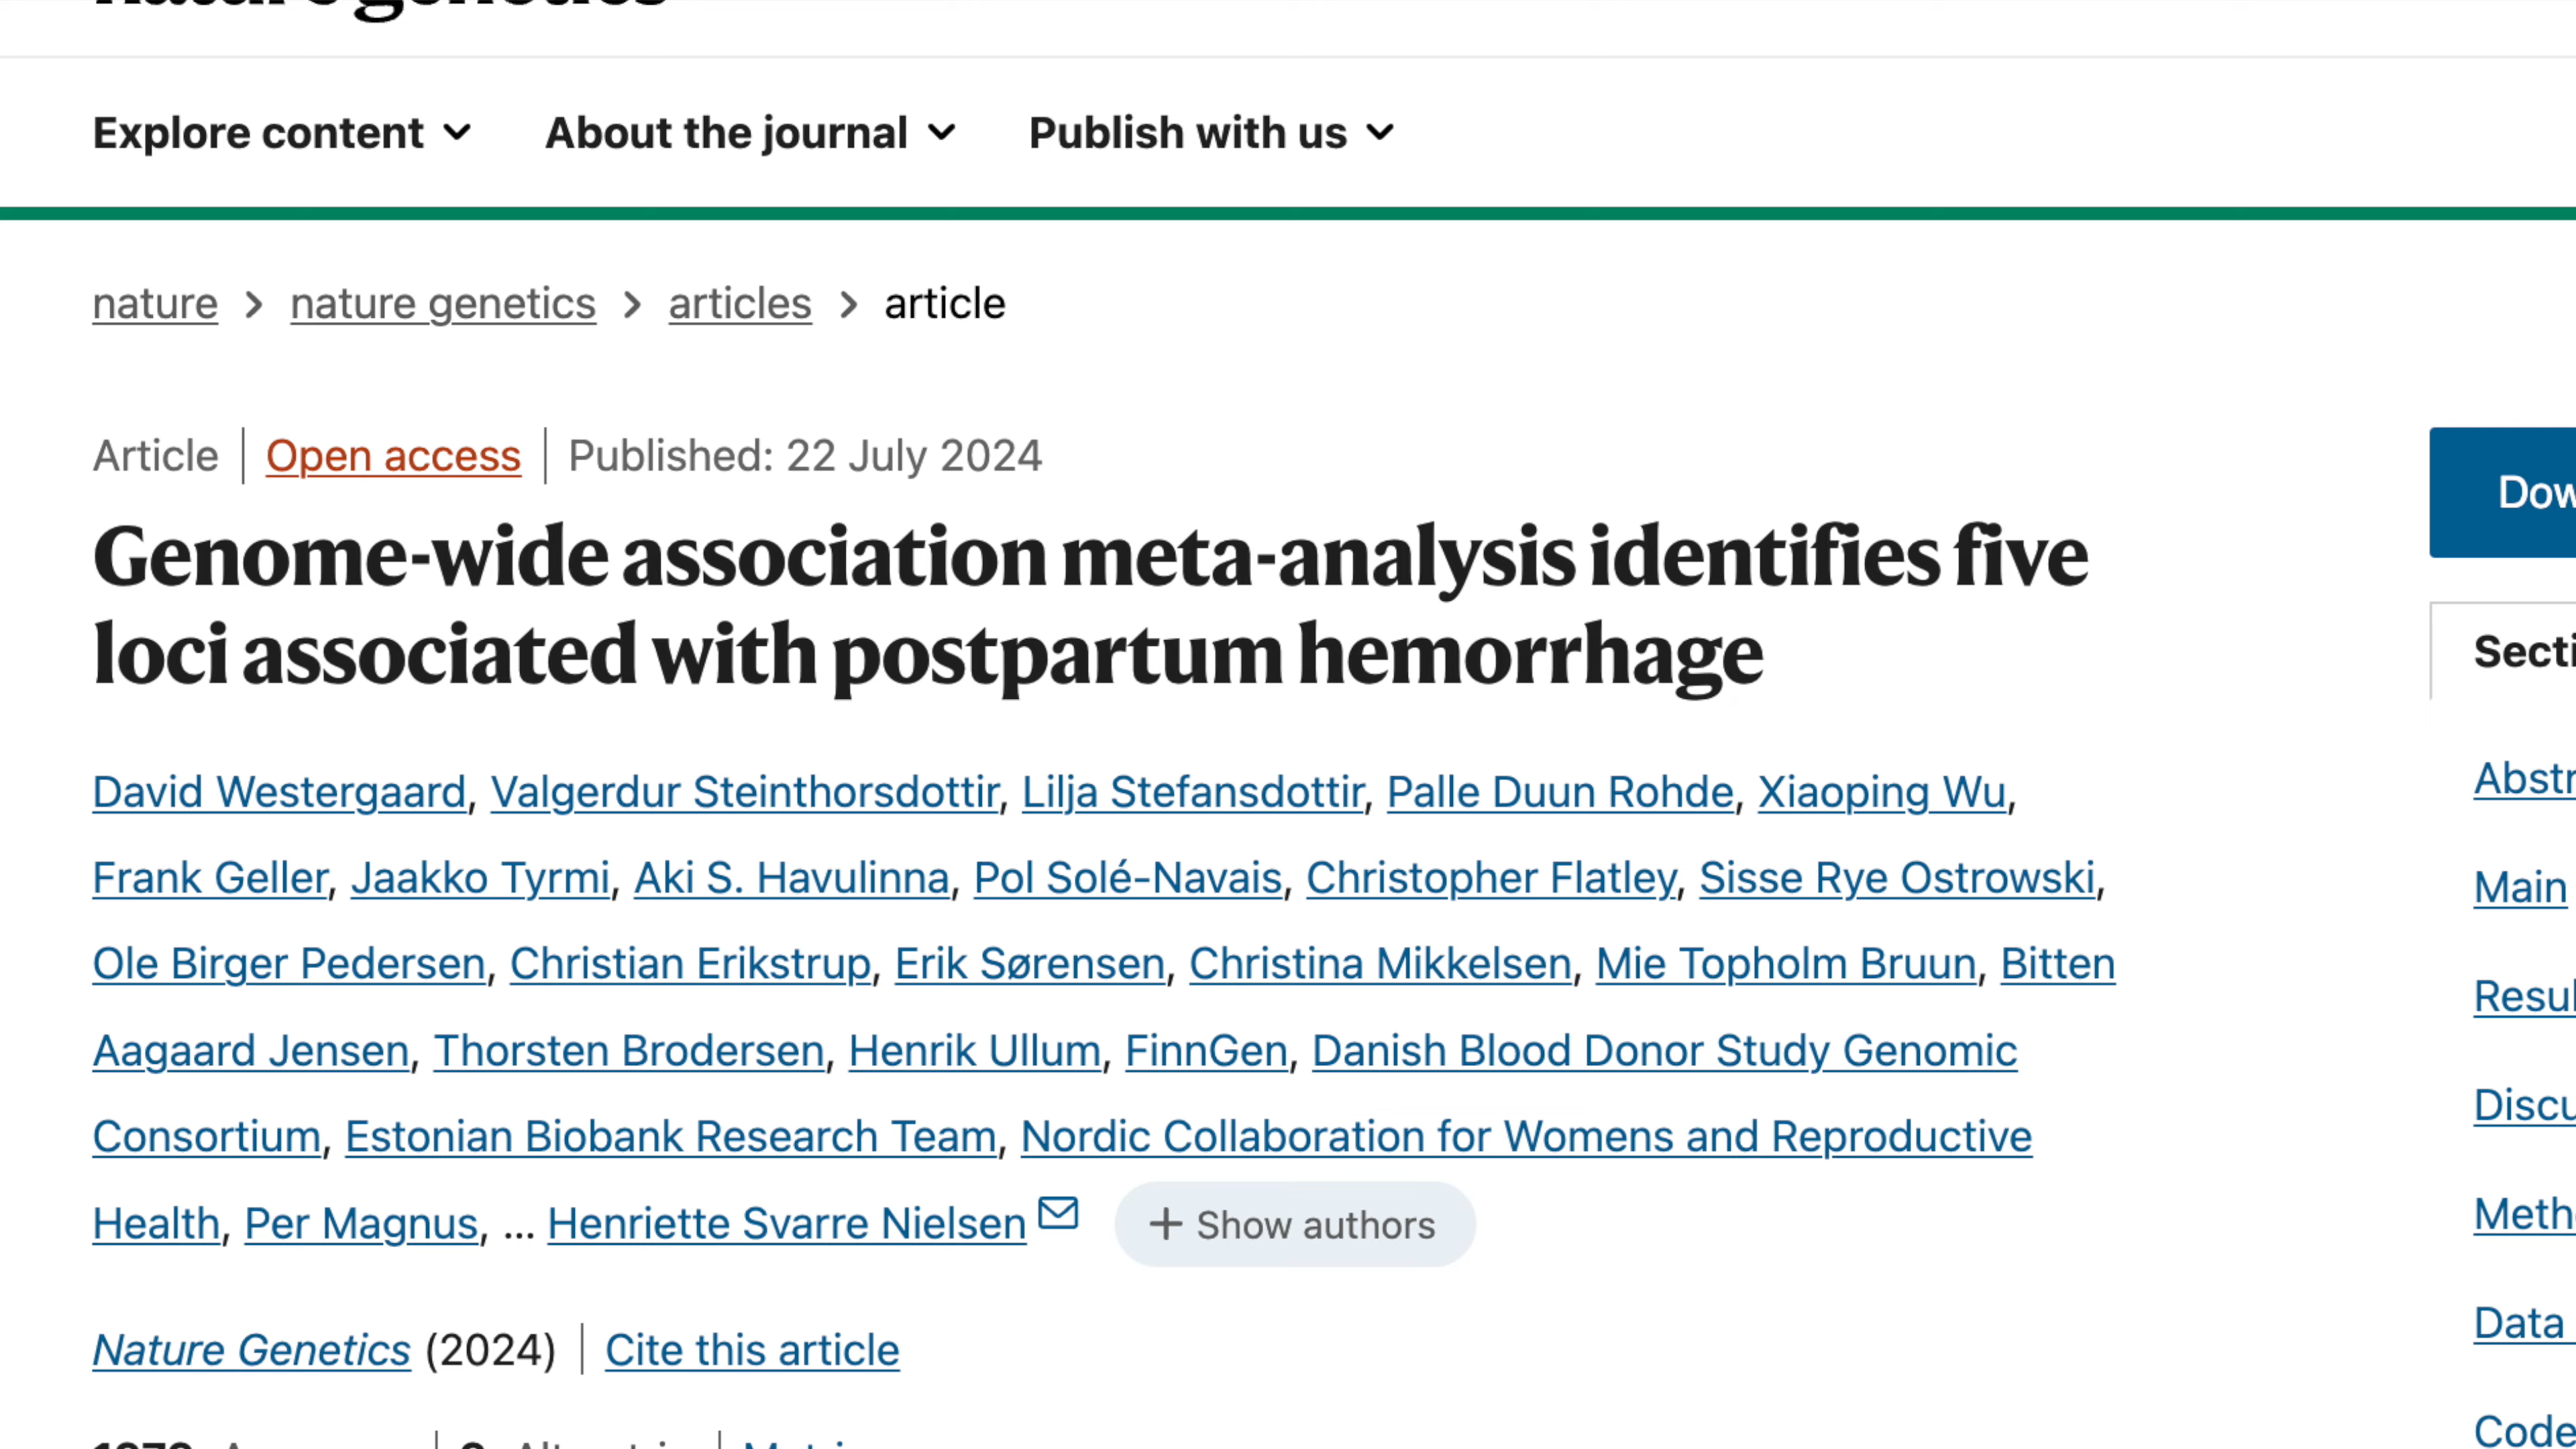 nature genetics
Explore content
About the journal
Publish with us
nature > nature genetics > articles > article
Article | Open access | Published: 22 July 2024
Genome-wide association meta-analysis identifies five
loci associated with postpartum hemorrhage
David Westergaard, Valgerdur Steinthorsdottir, Lilja Stefansdottir, Palle Duun Rohde, Xiaoping Wu,
Frank Geller, Jaakko Tyrmi, Aki S. Havulinna, Pol Solé-Navais, Christopher Flatley, Sisse Rye Ostrowski,
Ole Birger Pedersen, Christian Erikstrup, Erik Sørensen, Christina Mikkelsen, Mie Topholm Bruun, Bitten
Aagaard Jensen, Thorsten Brodersen, Henrik Ullum, FinnGen, Danish Blood Donor Study Genomic
Consortium, Estonian Biobank Research Team, Nordic Collaboration for Womens and Reproductive
Health, Per Magnus, ... Henriette Svarre Nielsen + Show authors
Nature Genetics (2024) | Cite this article
Dow
Secti
Abstr
Main
Resul
Discu
Meth
Data
Code